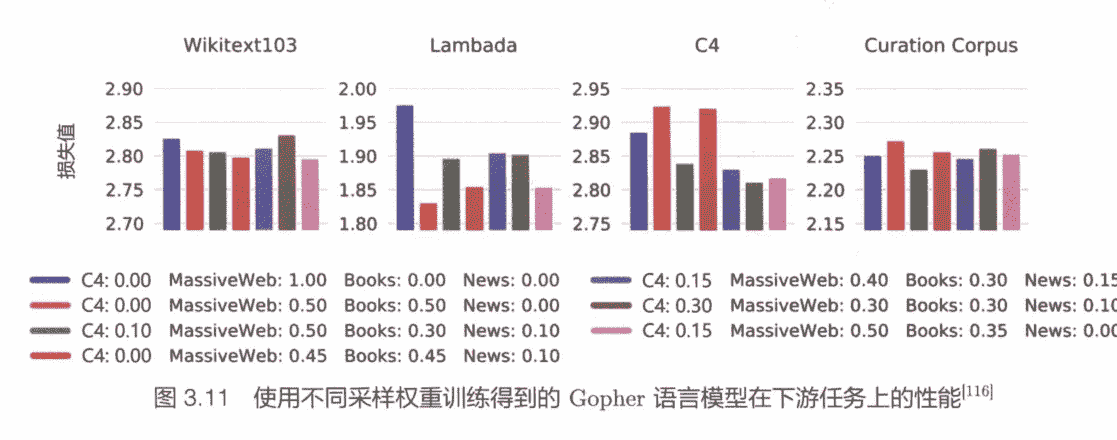 Wikitext103 Lambada C4 Curation Corpus
2.90 2.00 2.95 2.35
2.85 1.95 2.90 2.30
2.80 1.90 2.85 2.25
2.75 1.85 2.80 2.20
2.70 1.80 2.75 2.15
损失值
C4: 0.00 MassiveWeb: 1.00 Books: 0.00 News: 0.00
C4: 0.00 MassiveWeb: 0.50 Books: 0.50 News: 0.00
C4: 0.10 MassiveWeb: 0.50 Books: 0.30 News: 0.10
C4: 0.00 MassiveWeb: 0.45 Books: 0.45 News: 0.10
C4: 0.15 MassiveWeb: 0.40 Books: 0.30 News: 0.15
C4: 0.30 MassiveWeb: 0.30 Books: 0.30 News: 0.10
C4: 0.15 MassiveWeb: 0.50 Books: 0.35 News: 0.00
图 3.11 使用不同采样权重训练得到的 Gopher 语言模型在下游任务上的性能[116]